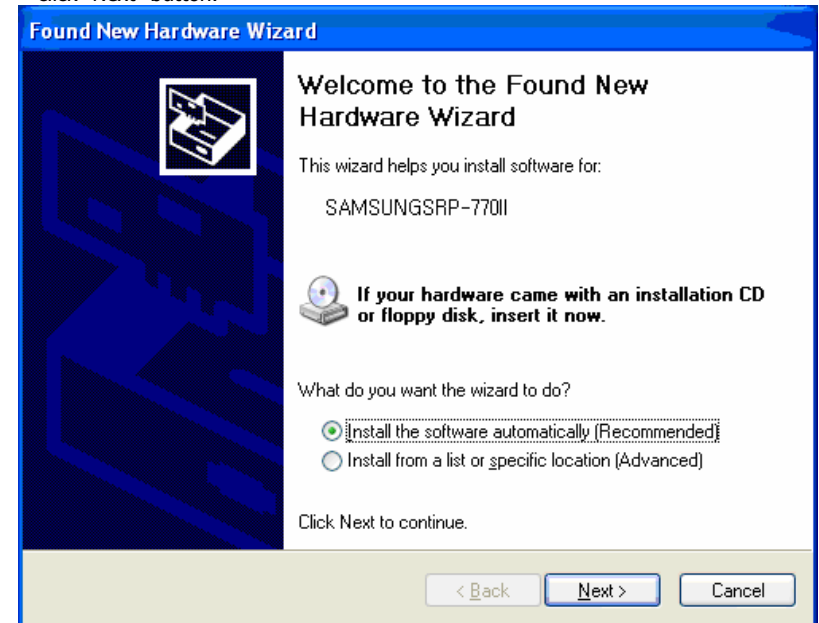 Click "Next" button.
Found New Hardware Wizard
Welcome to the Found New
Hardware Wizard
This wizard helps you install software for:
SAMSUNGSRP-770II
If your hardware came with an installation CD
or floppy disk, insert it now.
What do you want the wizard to do?
Install the software automatically (Recommended)
Install from a list or specific location (Advanced)
Click Next to continue.
< Back Next > Cancel